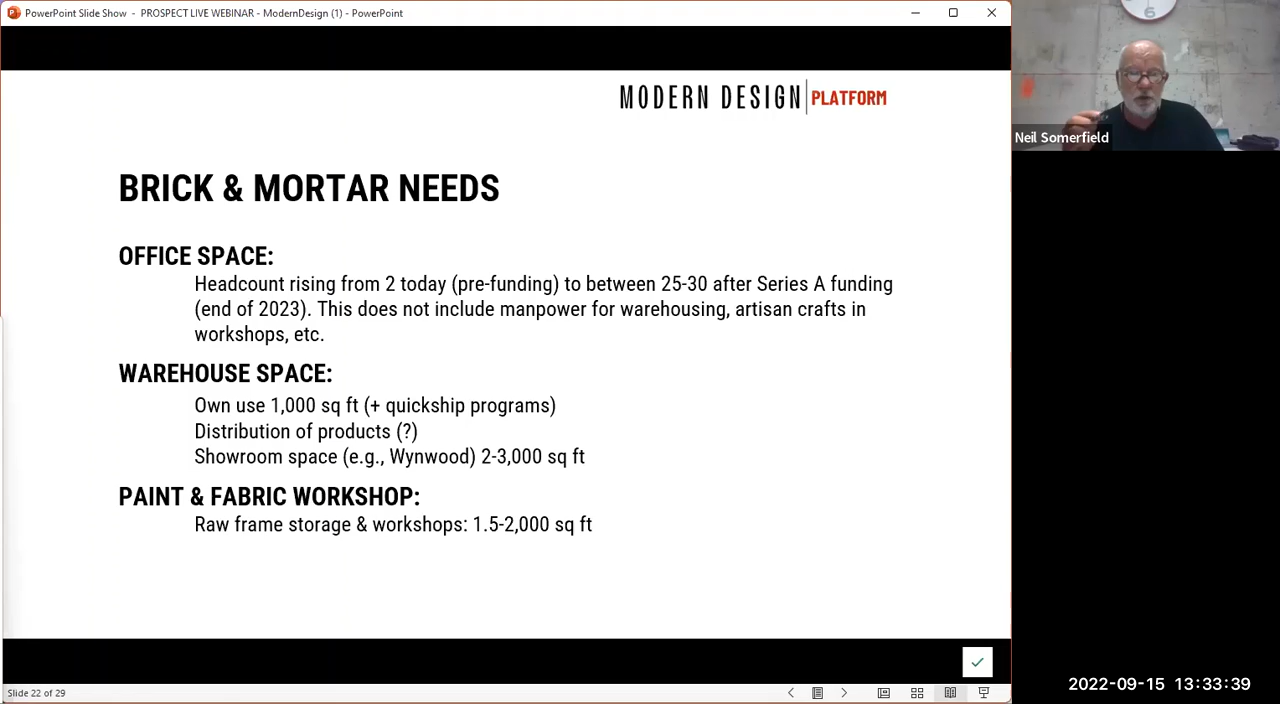 PowerPoint Slide Show - PROSPECT LIVE WEBINAR - ModernDesign (1) - PowerPoint
MODERN DESIGN PLATFORM
BRICK & MORTAR NEEDS
OFFICE SPACE:
Headcount rising from 2 today (pre-funding) to between 25-30 after Series A funding
(end of 2023). This does not include manpower for warehousing, artisan crafts in
workshops, etc.
WAREHOUSE SPACE:
Own use 1,000 sq ft (+ quickship programs)
Distribution of products (?)
Showroom space (e.g., Wynwood) 2-3,000 sq ft
PAINT & FABRIC WORKSHOP:
Raw frame storage & workshops: 1.5-2,000 sq ft
Slide 22 of 29
6
Neil Somerfield
2022-09-15 13:33:39